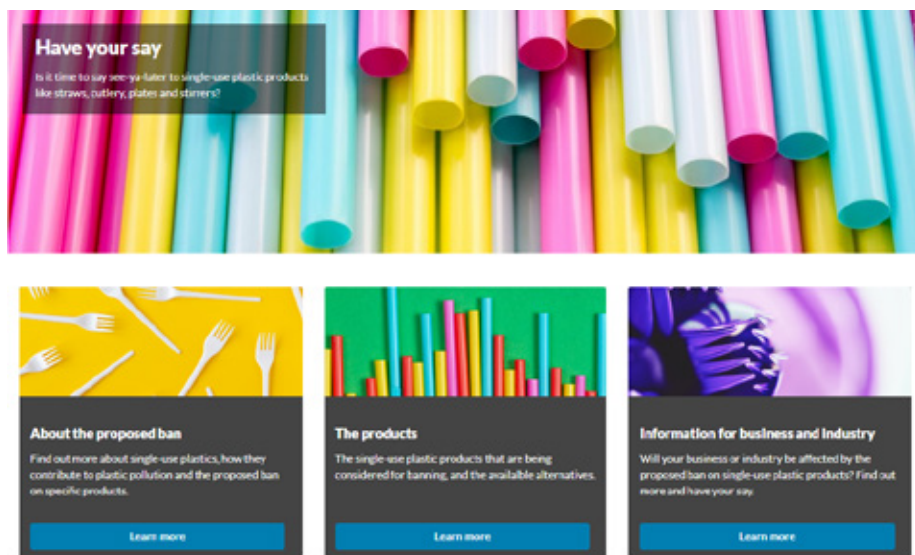 Have your say
Is it time to say see-ya-later to single-use plastic products
like straws, cutlery, plates and stirrers?
About the proposed ban
Find out more about single-use plastics, how they
contribute to plastic pollution and the proposed ban
on specific products.
Learn more
The products
The single-use plastic products that are being
considered for banning, and the available alternatives.
Learn more
Information for business and industry
Will your business or industry be affected by the
proposed ban on single-use plastic products? Find out
more and have your say.
Learn more